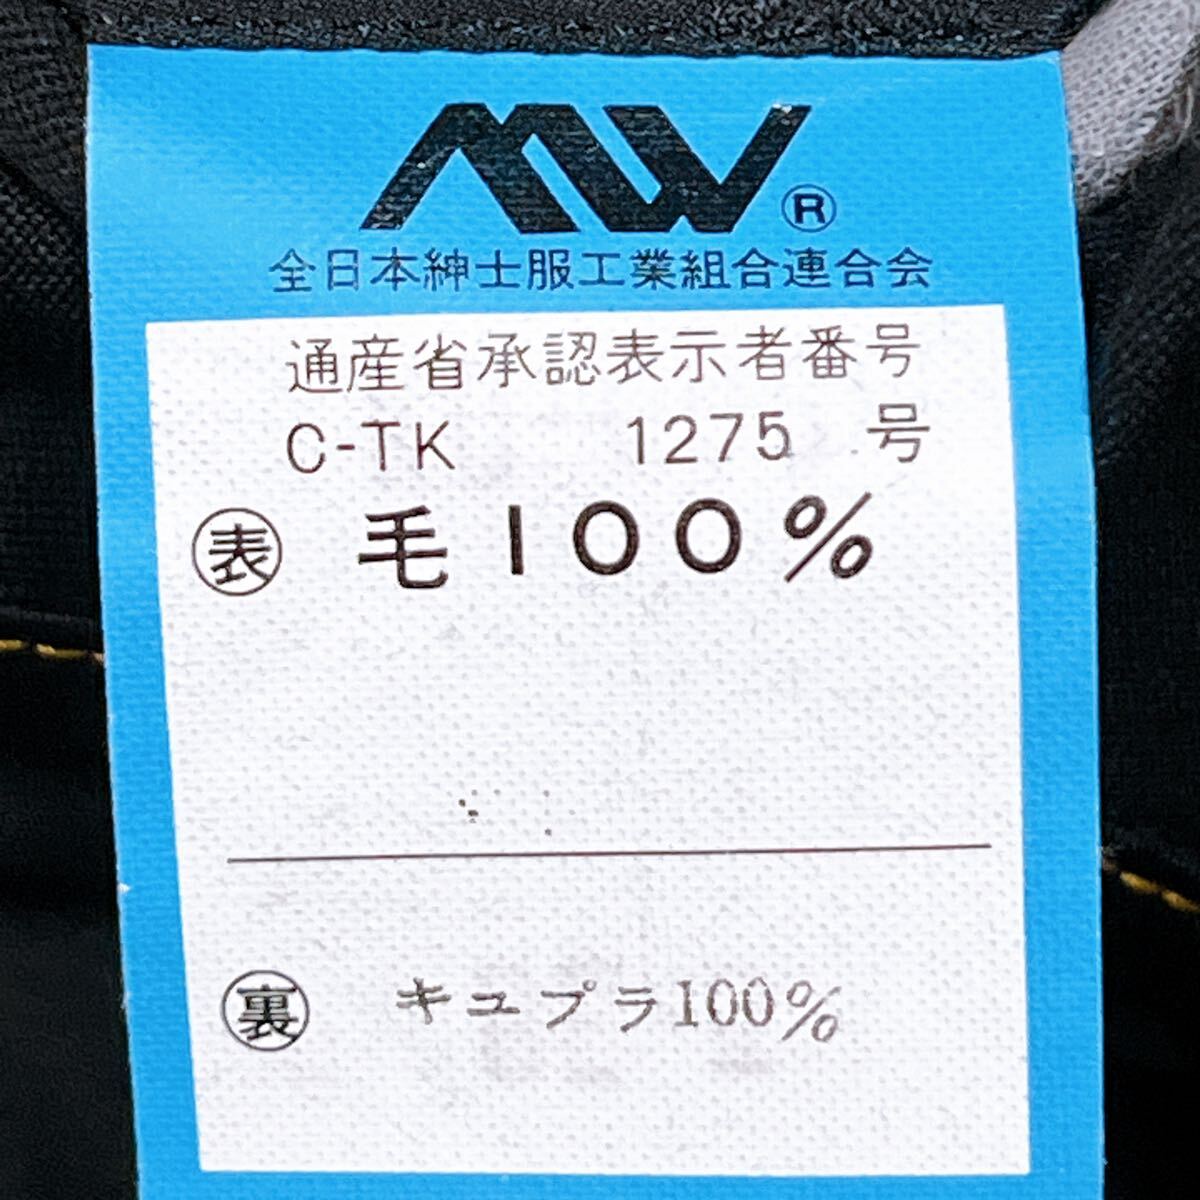 MW®
全日本紳士服工業組合連合会
通産省承認表示者番号
C-TK 1275 号
表 毛100%
裏 キュプラ100%